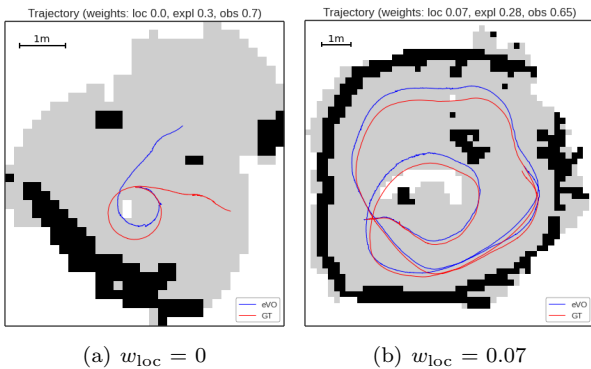 Trajectory (weights: loc 0.0, expl 0.3, obs 0.7)
1m
eVO
GT
(a) w_loc = 0
Trajectory (weights: loc 0.07, expl 0.28, obs 0.65)
1m
eVO
GT
(b) w_loc = 0.07